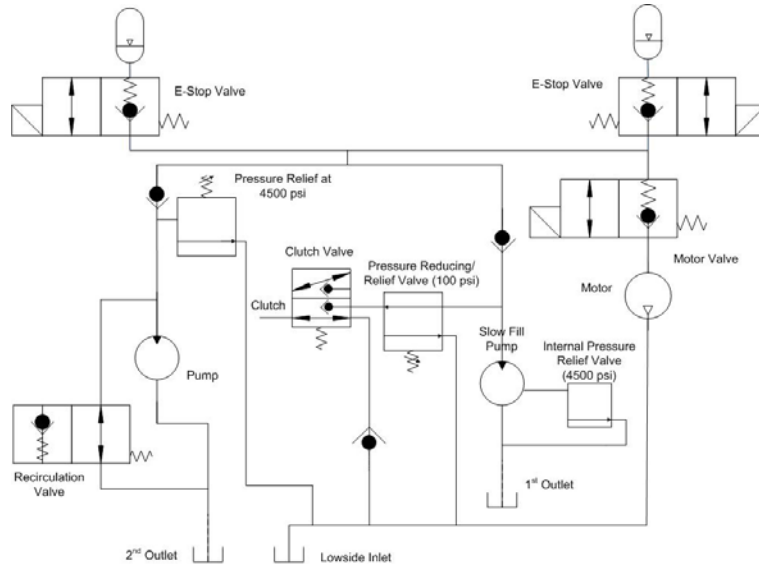 E-Stop Valve
E-Stop Valve
Pressure Relief at
4500 psi
Clutch Valve
Pressure Reducing/
Relief Valve (100 psi)
Motor Valve
Motor
Clutch
Slow Fill
Pump
Internal Pressure
Relief Valve
(4500 psi)
Pump
Recirculation
Valve
1st Outlet
2nd Outlet
Lowside Inlet